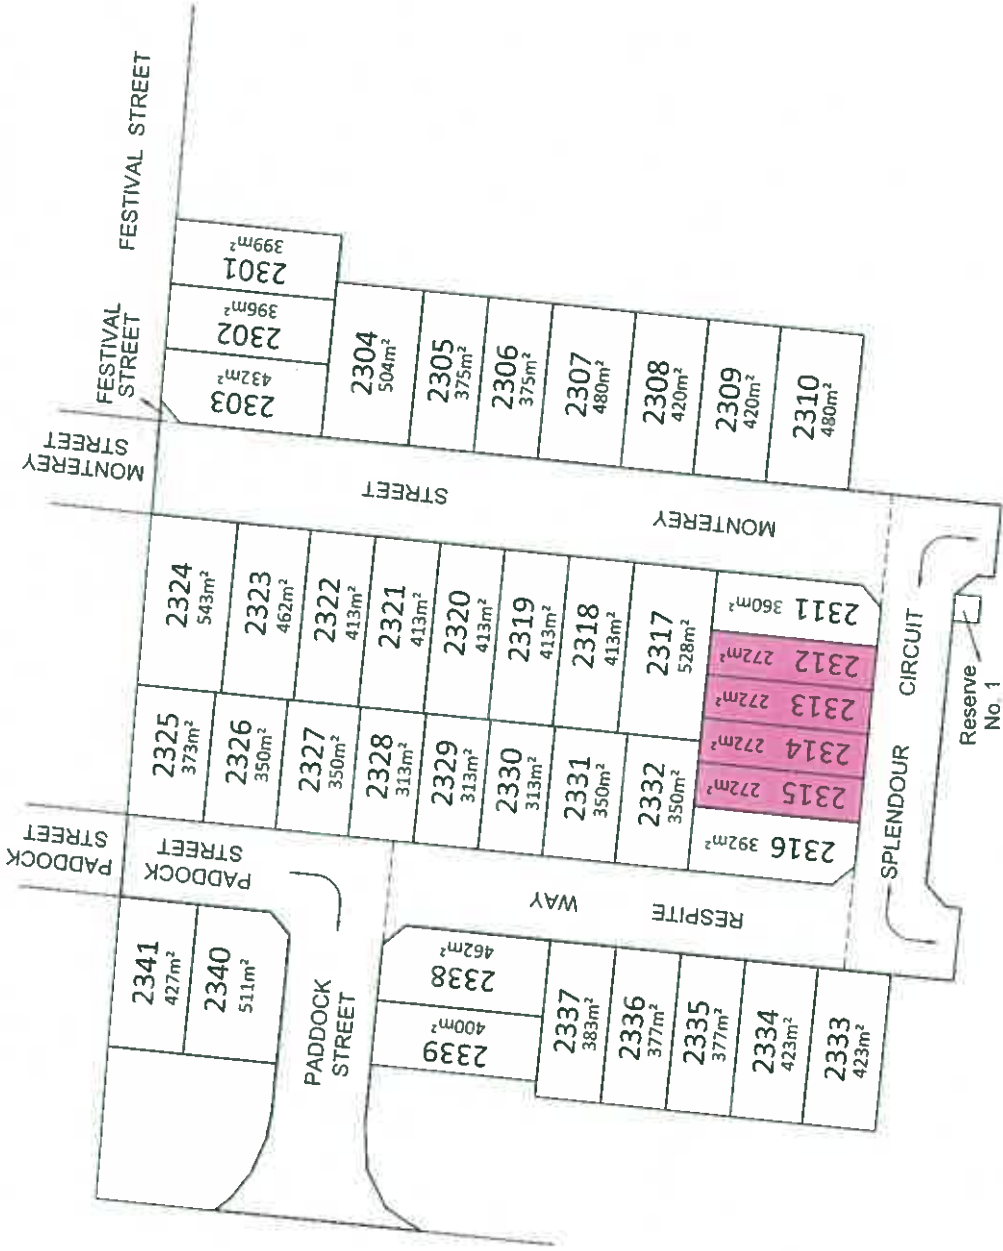 FESTIVAL STREET
FESTIVAL
STREET
MONTEREY
STREET
2301
399m²
2302
396m²
2303
432m²
2304
504m²
2305
375m²
2306
375m²
2307
480m²
2308
420m²
2309
420m²
2310
480m²
MONTEREY STREET
2324
543m²
2323
462m²
2322
413m²
2321
413m²
2320
413m²
2319
413m²
2318
413m²
2317
528m²
2325
373m²
2326
350m²
2327
350m²
2328
313m²
2329
313m²
2330
313m²
2331
350m²
2332
350m²
2311 360m²
2312 272m²
2313 272m²
2314 272m²
2315 272m²
2316 392m²
SPLENDOUR CIRCUIT
Reserve
No. 1
PADDOCK
STREET
PADDOCK
STREET
RESPITE WAY
2341
427m²
2340
511m²
PADDOCK
STREET
2338
462m²
2339
400m²
2337
383m²
2336
377m²
2335
377m²
2334
423m²
2333
423m²